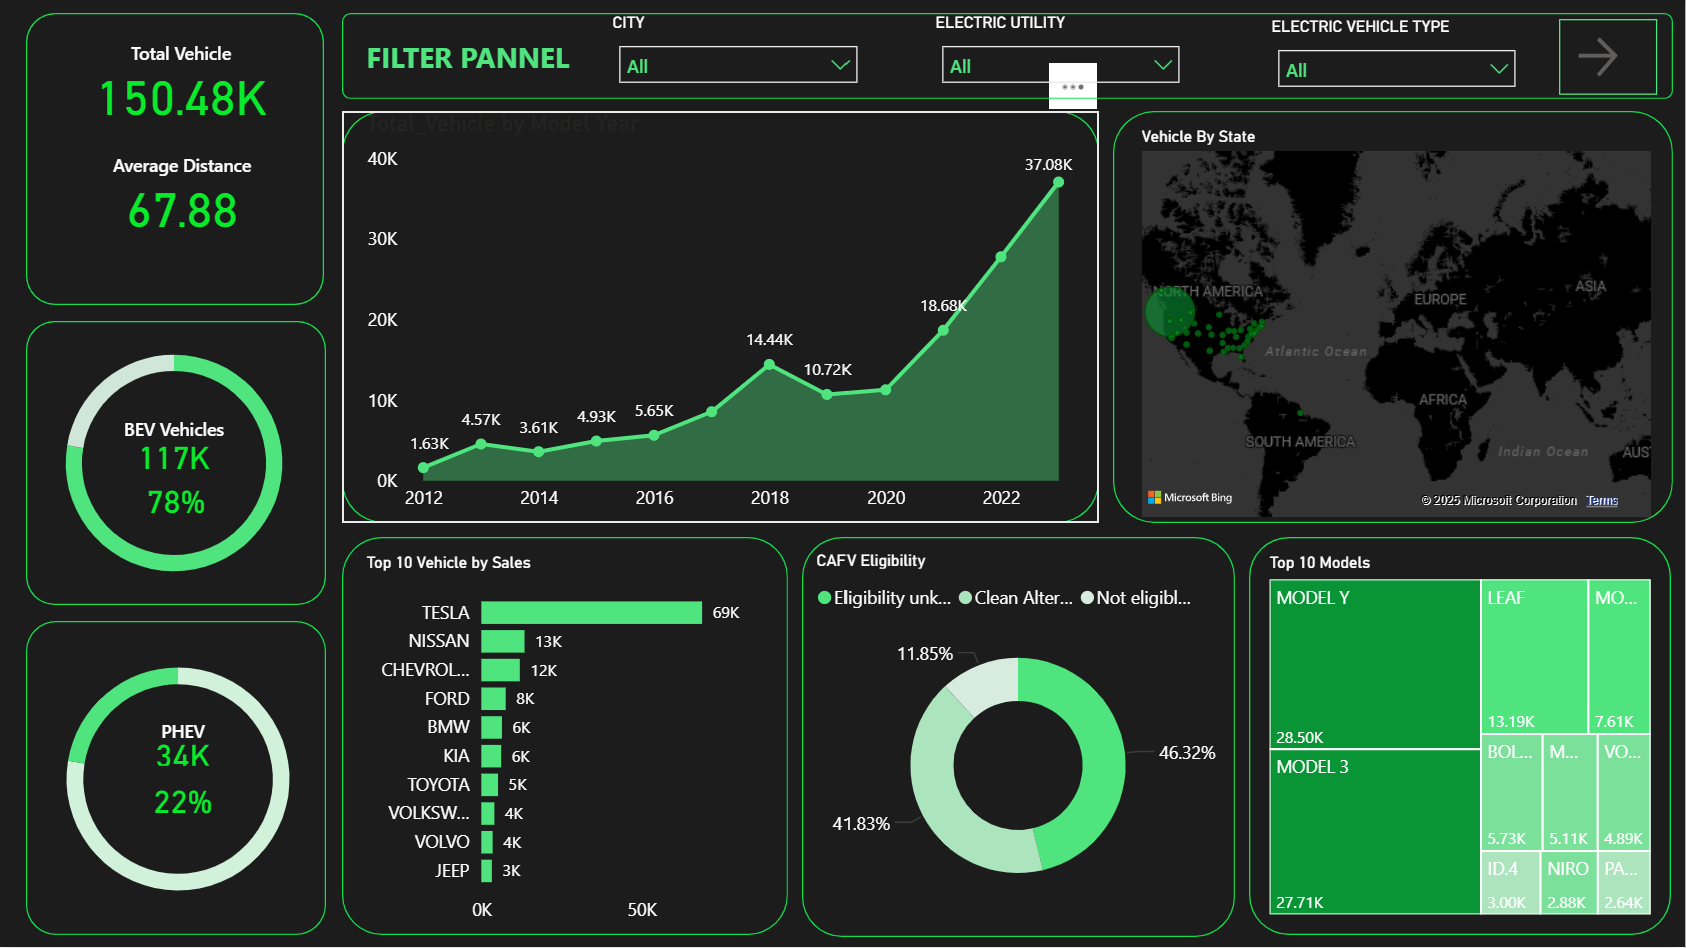 Total Vehicle
150.48K
Average Distance
67.88
FILTER PANNEL
CITY
All
ELECTRIC UTILITY
All
ELECTRIC VEHICLE TYPE
All
Total_Vehicle by Model Year
40K
30K
20K
10K
0K
1.63K
4.57K
3.61K
4.93K
5.65K
14.44K
10.72K
18.68K
37.08K
2012
2014
2016
2018
2020
2022
Vehicle By State
NORTH AMERICA
EUROPE
ASIA
Atlantic Ocean
AFRICA
SOUTH AMERICA
Indian Ocean
AUS
Microsoft Bing
© 2025 Microsoft Corporation Terms
BEV Vehicles
117K
78%
PHEV
34K
22%
Top 10 Vehicle by Sales
TESLA 69K
NISSAN 13K
CHEVROL... 12K
FORD 8K
BMW 6K
KIA 6K
TOYOTA 5K
VOLKSW... 4K
VOLVO 4K
JEEP 3K
0K 50K
CAFV Eligibility
Eligibility unk... Clean Alter... Not eligibl...
11.85%
46.32%
41.83%
Top 10 Models
MODEL Y
28.50K
MODEL 3
27.71K
LEAF
13.19K
MO...
7.61K
BOL...
5.73K
M...
5.11K
VO...
4.89K
ID.4
3.00K
NIRO
2.88K
PA...
2.64K